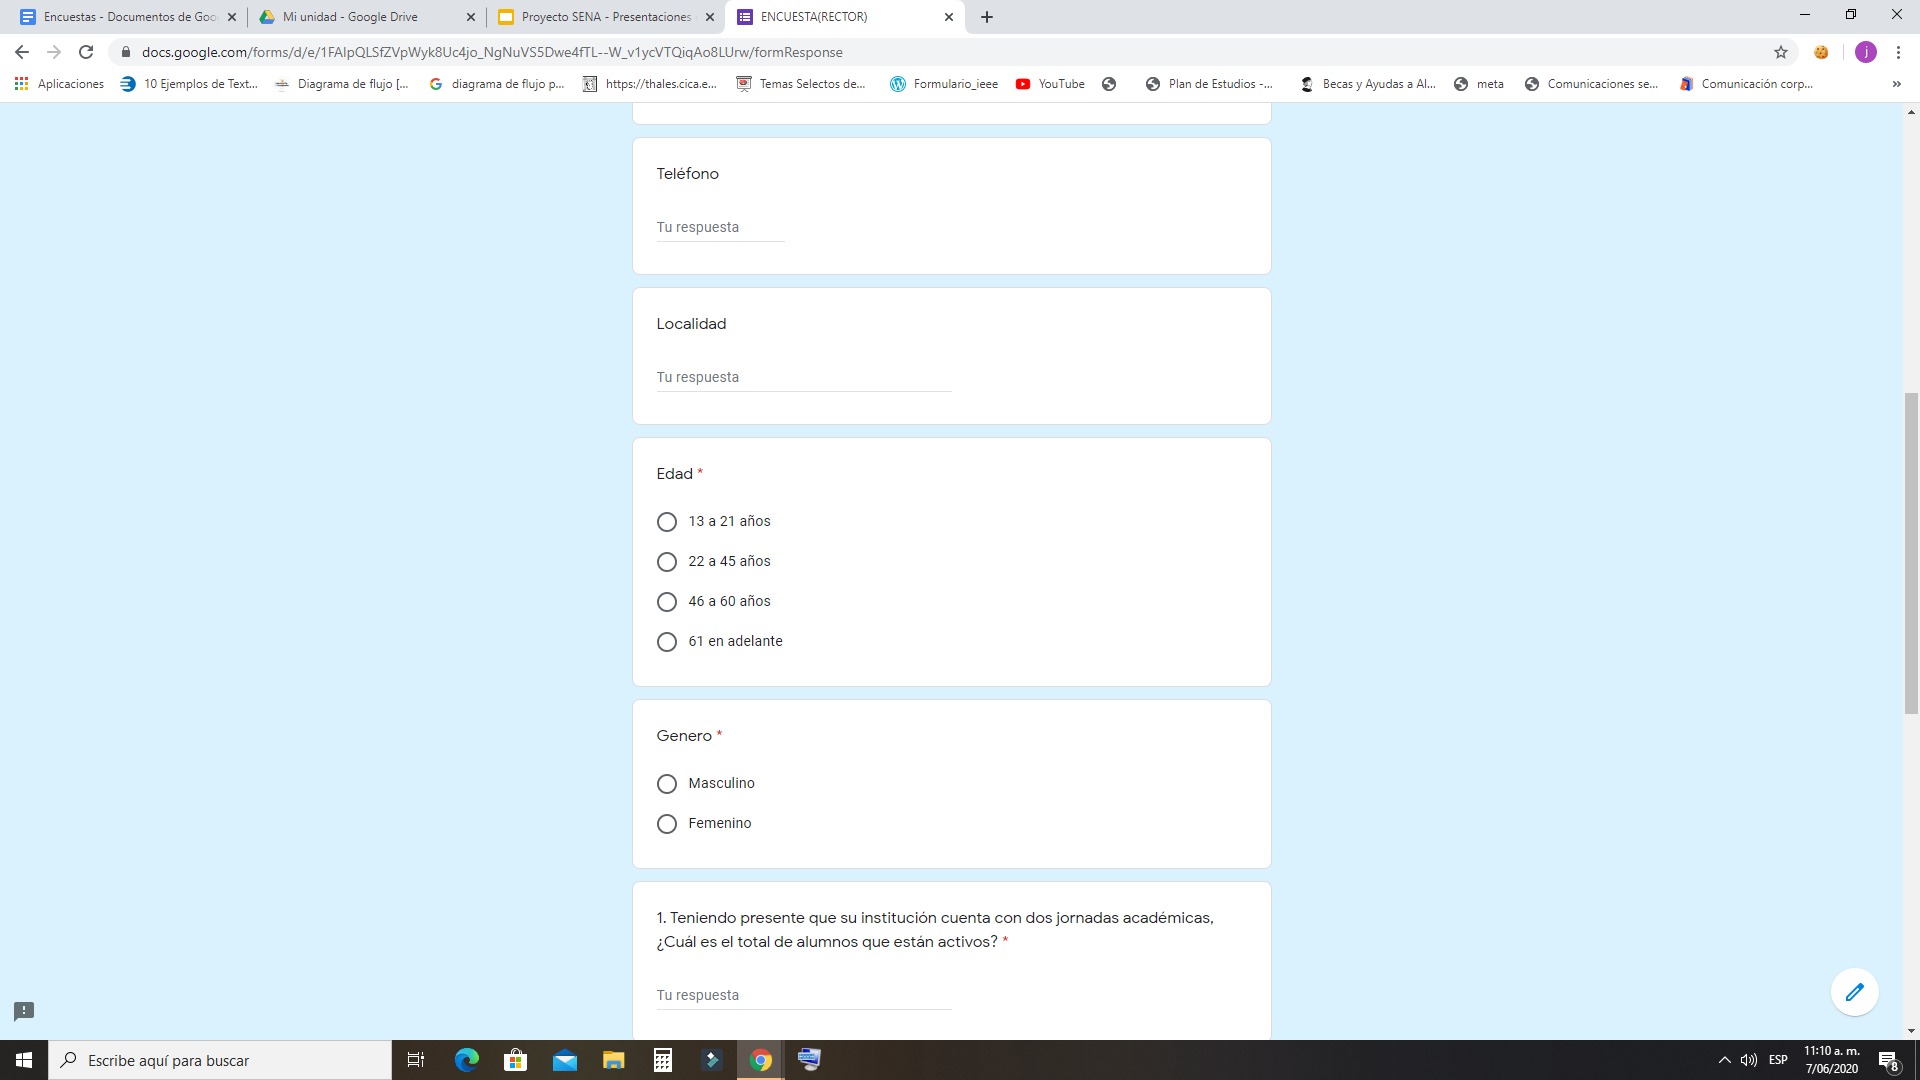 Encuestas - Documentos de Goo
Mi unidad - Google Drive
Proyecto SENA - Presentaciones
ENCUESTA(RECTOR)
docs.google.com/forms/d/e/1FAIpQLSfZVpWyk8Uc4jo_NgNuVS5Dwe4fTL--W_v1ycVTQiqAo8LUrw/formResponse
j
Aplicaciones
10 Ejemplos de Text...
Diagrama de flujo [...
diagrama de flujo p...
https://thales.cica.e...
Temas Selectos de...
Formulario_ieee
YouTube
Plan de Estudios -...
Becas y Ayudas a Al...
meta
Comunicaciones se...
Comunicación corp...
»
Teléfono
Tu respuesta
Localidad
Tu respuesta
Edad *
13 a 21 años
22 a 45 años
46 a 60 años
61 en adelante
Genero *
Masculino
Femenino
1. Teniendo presente que su institución cuenta con dos jornadas académicas,
¿Cuál es el total de alumnos que están activos? *
Tu respuesta
Escribe aquí para buscar
ESP
11:10 a. m.
7/06/2020
8